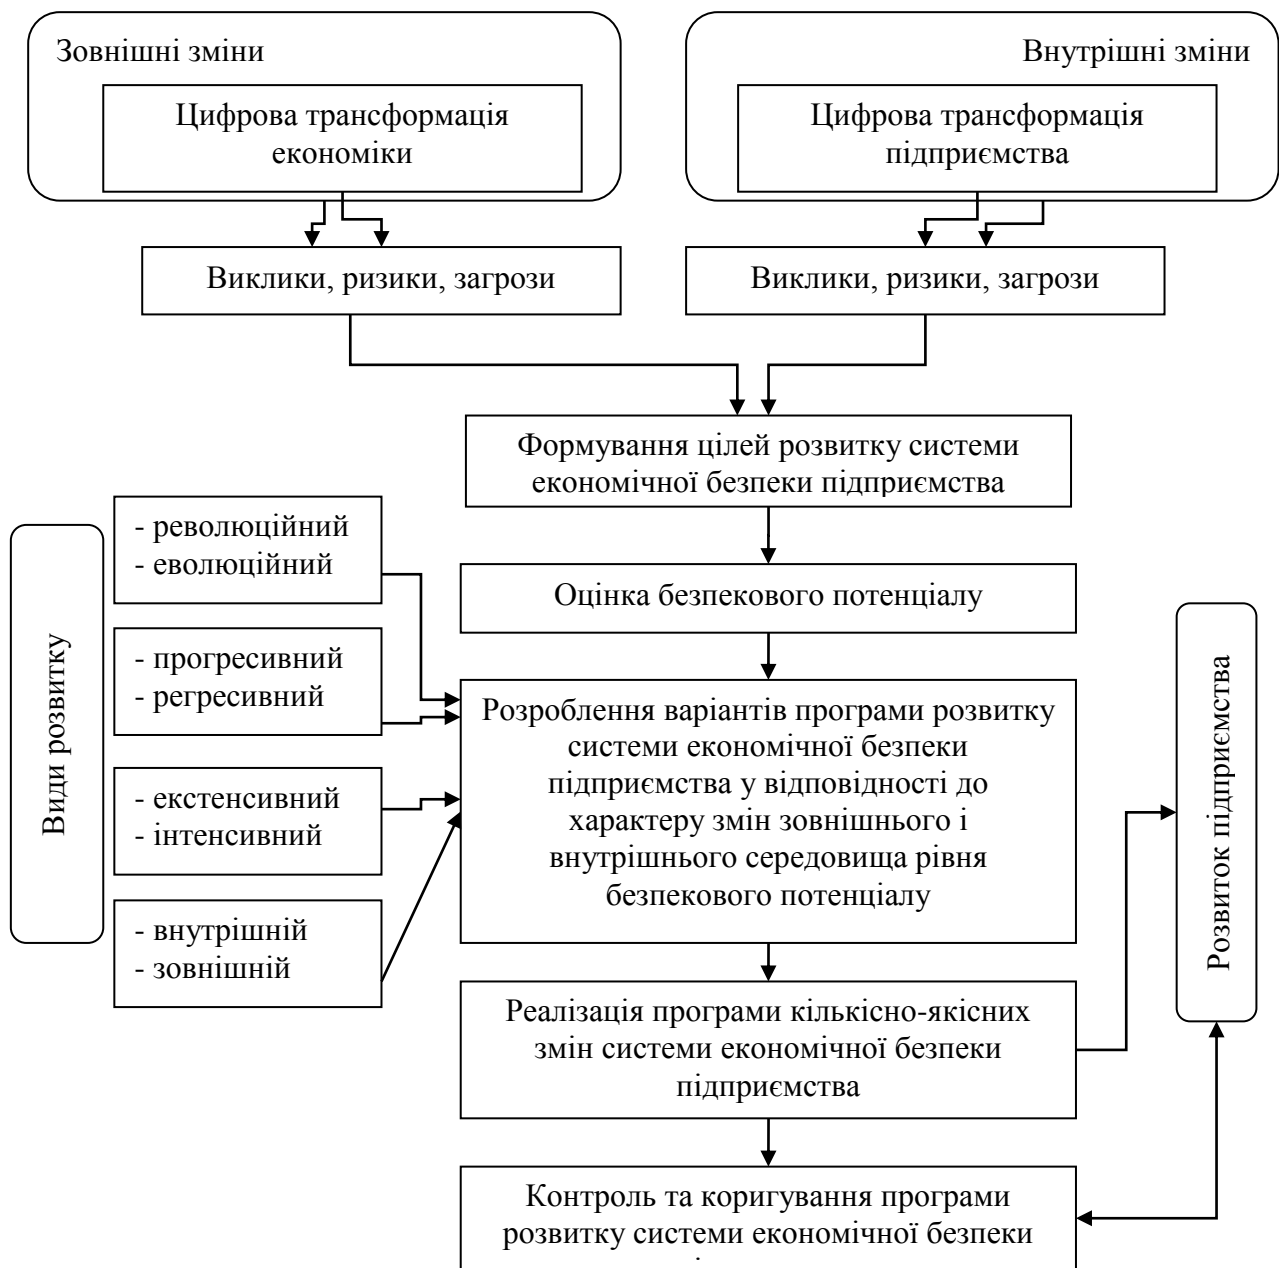 Зовнішні зміни
Цифрова трансформація
економіки
Внутрішні зміни
Цифрова трансформація
підприємства
Виклики, ризики, загрози
Виклики, ризики, загрози
Формування цілей розвитку системи
економічної безпеки підприємства
Види розвитку
- революційний
- еволюційний
- прогресивний
- регресивний
- екстенсивний
- інтенсивний
- внутрішній
- зовнішній
Оцінка безпекового потенціалу
Розроблення варіантів програми розвитку
системи економічної безпеки
підприємства у відповідності до
характеру змін зовнішнього і
внутрішнього середовища рівня
безпекового потенціалу
Реалізація програми кількісно-якісних
змін системи економічної безпеки
підприємства
Контроль та коригування програми
розвитку системи економічної безпеки
Розвиток підприємства